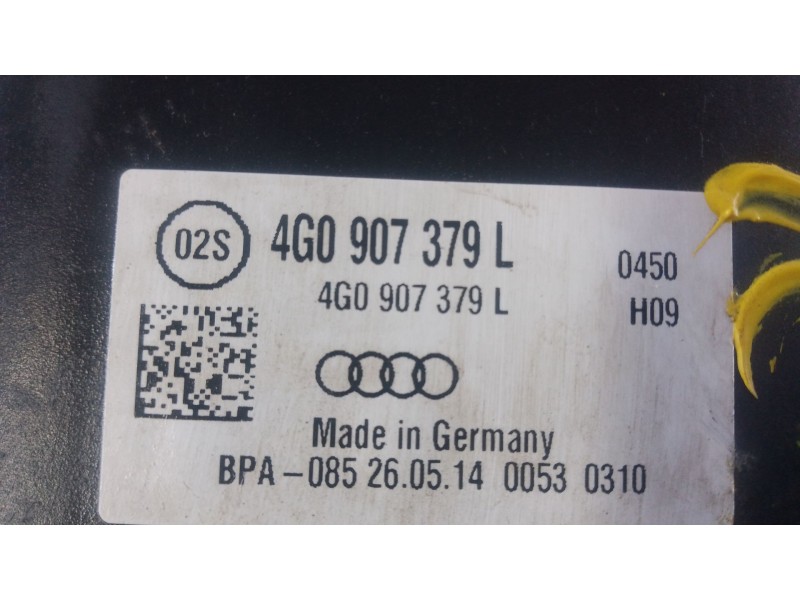 02S 4G0 907 379 L 0450
4G0 907 379 L H09
Made in Germany
BPA-085 26.05.14 0053 0310